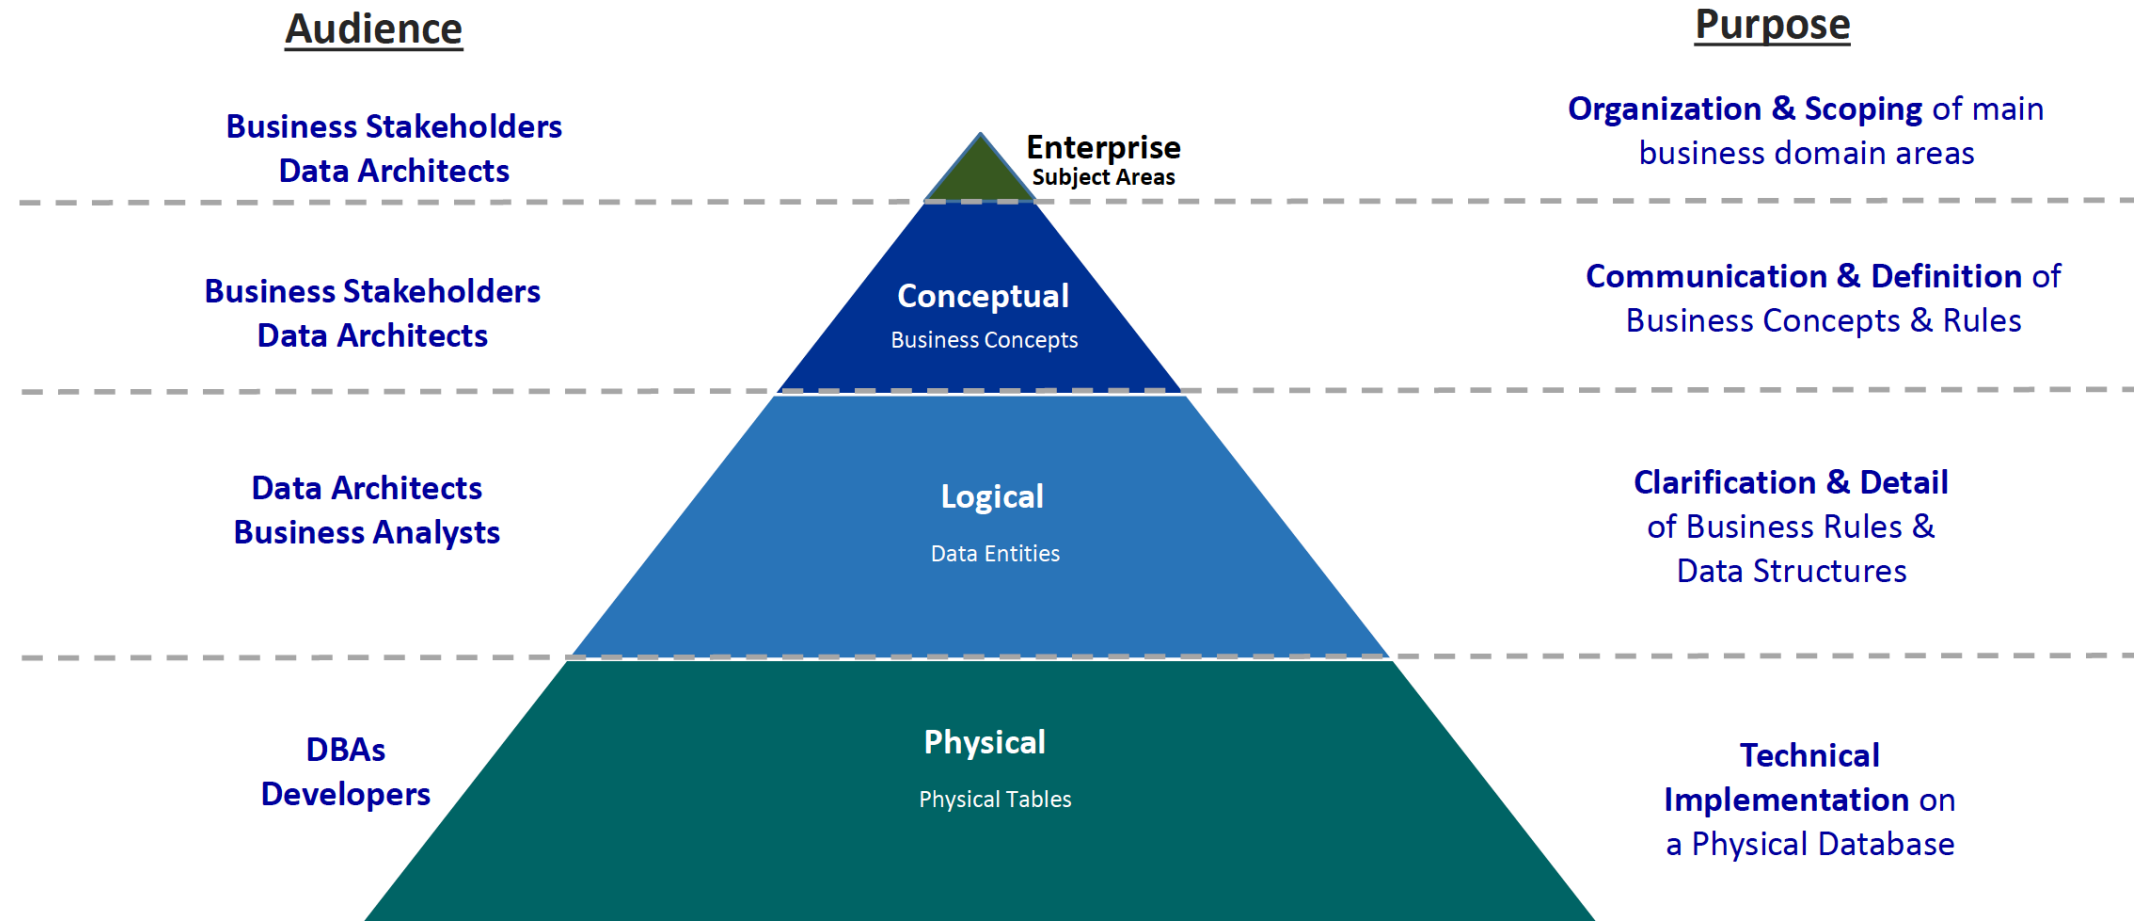 Audience
Purpose
Business Stakeholders
Data Architects
Enterprise
Subject Areas
Organization & Scoping of main
business domain areas
Business Stakeholders
Data Architects
Conceptual
Business Concepts
Communication & Definition of
Business Concepts & Rules
Data Architects
Business Analysts
Logical
Data Entities
Clarification & Detail
of Business Rules &
Data Structures
DBAs
Developers
Physical
Physical Tables
Technical
Implementation on
a Physical Database